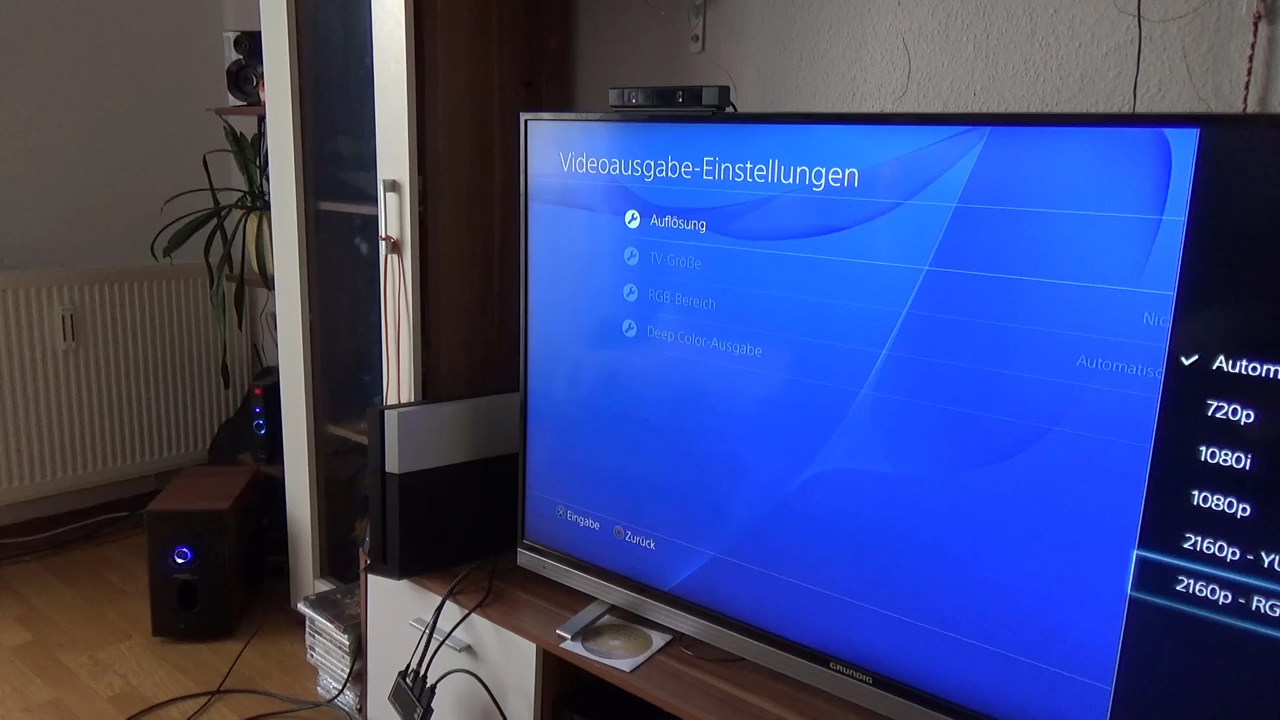 Videoausgabe-Einstellungen
Auflösung
TV-Größe
RGB-Bereich
Nic
Deep Color-Ausgabe
Automatisc
Autom
720p
1080i
1080p
2160p - YU
2160p - RG
Eingabe
Zurück
GRUNDIG